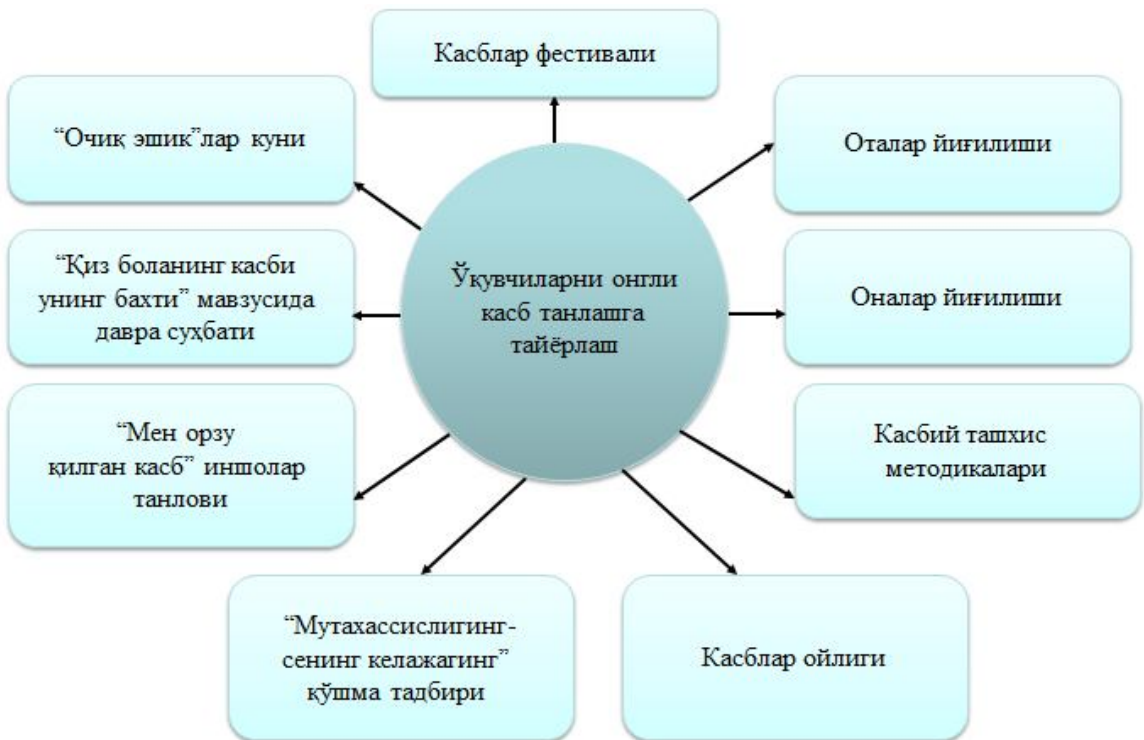 Касблар фестивали
“Очиқ эшик”лар куни
Оталар йиғилиши
“Қиз боланинг касби
унинг бахти” мавзусида
давра суҳбати
Ўқувчиларни онгли
касб танлашга
тайёрлаш
Оналар йиғилиши
“Мен орзу
қилган касб” иншолар
танлови
Касбий ташхис
методикалари
“Мутахассислигинг-
сенинг келажагинг”
қўшма тадбири
Касблар ойлиги